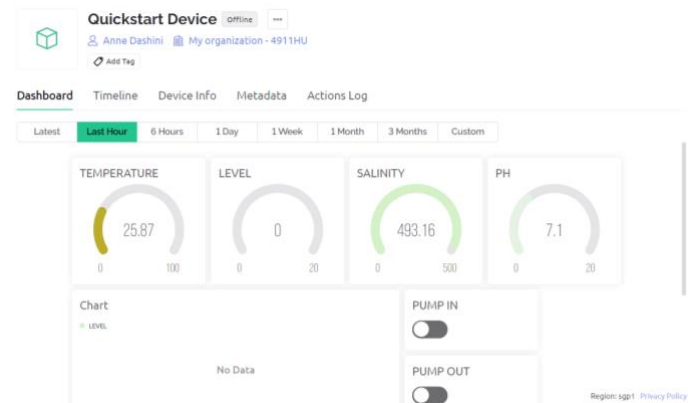 Quickstart Device Offline ...
Anne Dashini My organization - 4911HU
Add Tag
Dashboard Timeline Device Info Metadata Actions Log
Latest Last Hour 6 Hours 1 Day 1 Week 1 Month 3 Months Custom
TEMPERATURE LEVEL SALINITY PH
25.87 0 493.16 7.1
0 100 0 20 0 500 0 20
Chart PUMP IN
LEVEL
No Data
PUMP OUT
Region: sgp1 Privacy Policy